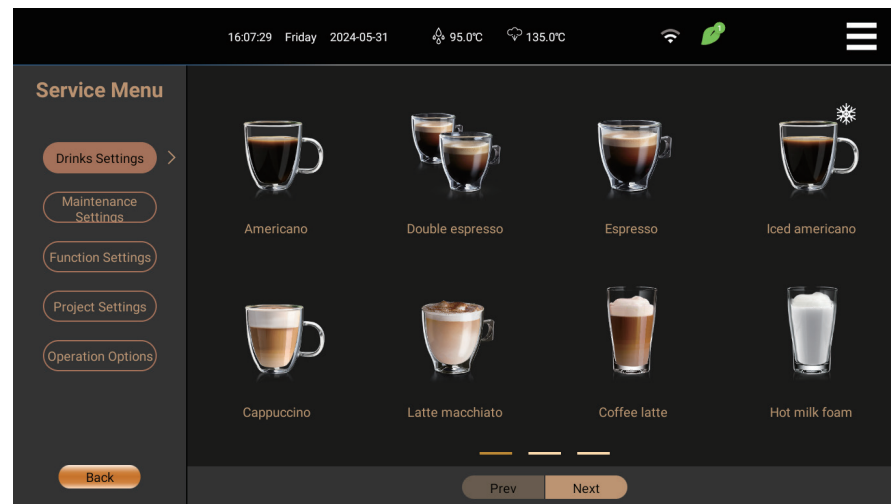 16:07:29 Friday 2024-05-31 95.0℃ 135.0℃ 1
Service Menu
Drinks Settings >
Maintenance
Settings
Function Settings
Project Settings
Operation Options
Back
Americano Double espresso Espresso Iced americano
Cappuccino Latte macchiato Coffee latte Hot milk foam
Prev Next